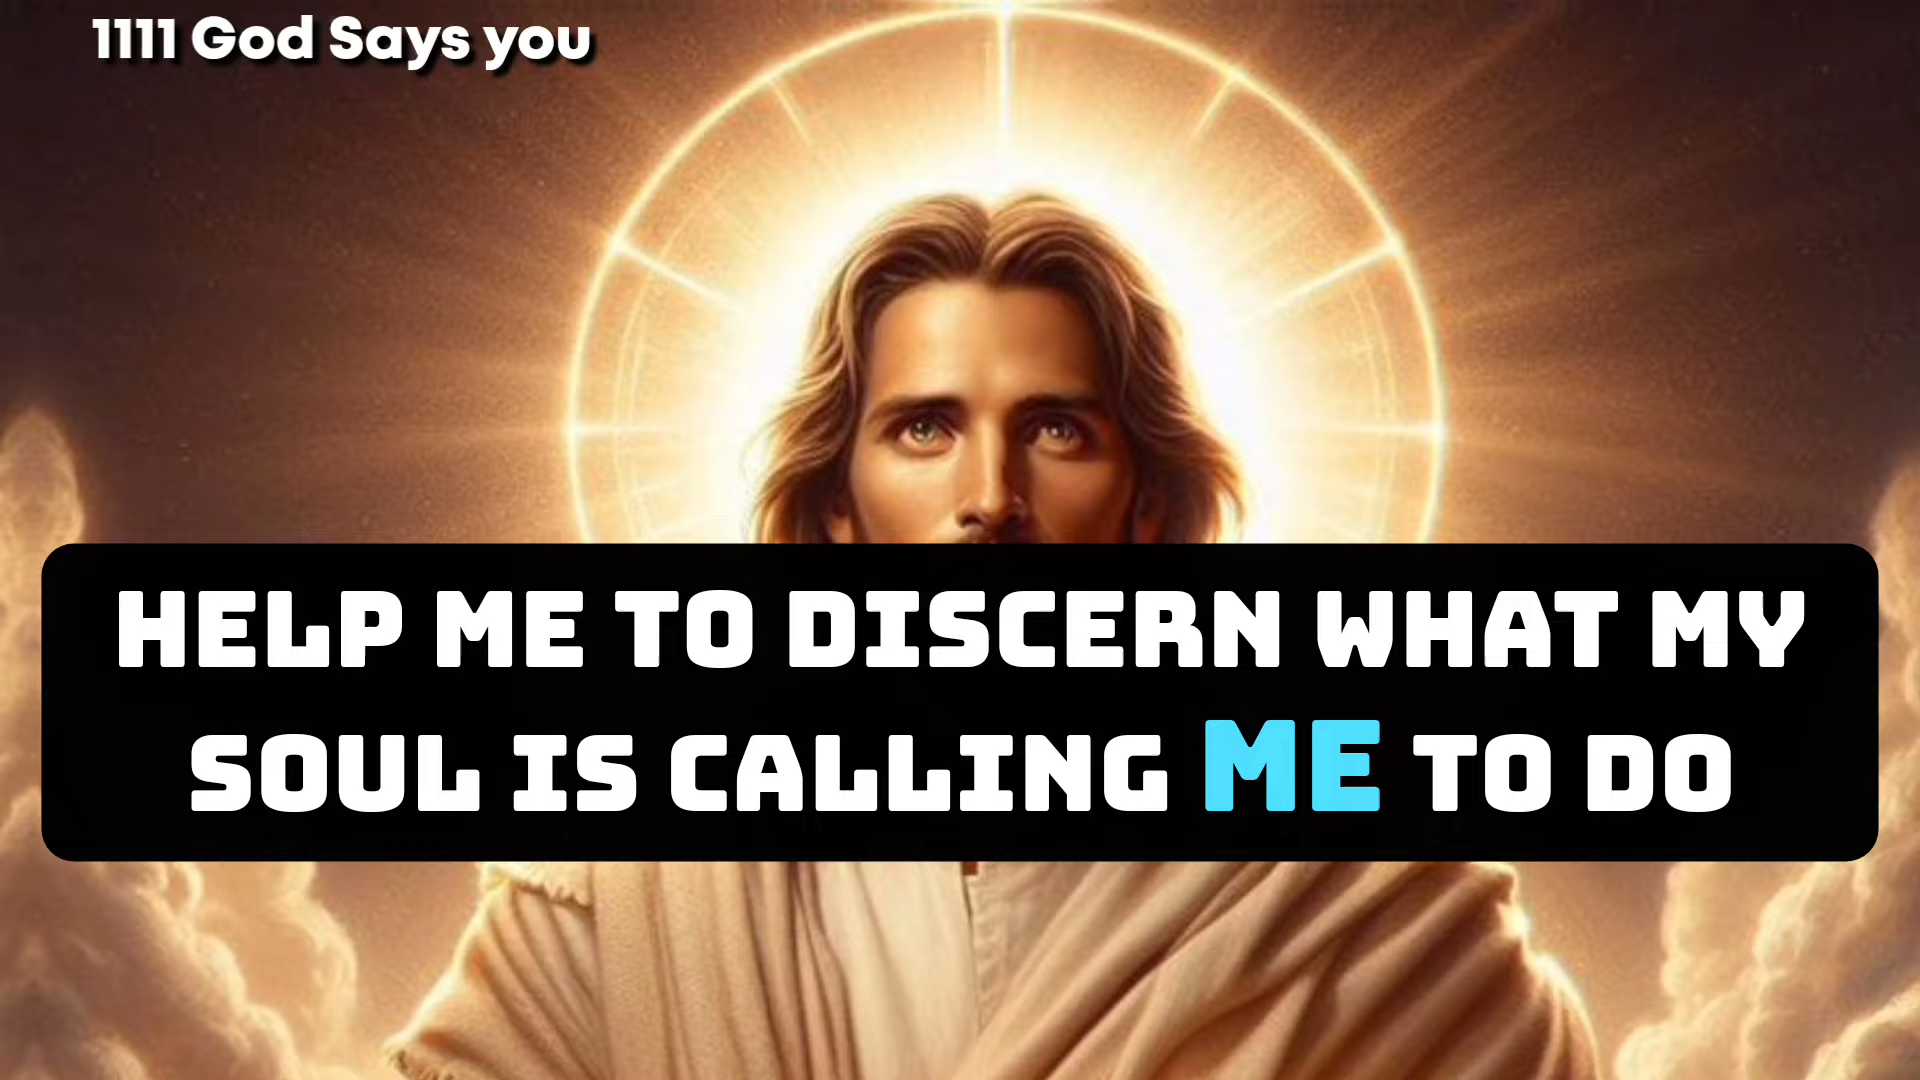 1111 God Says you
HELP ME TO DISCERN WHAT MY
SOUL IS CALLING ME TO DO